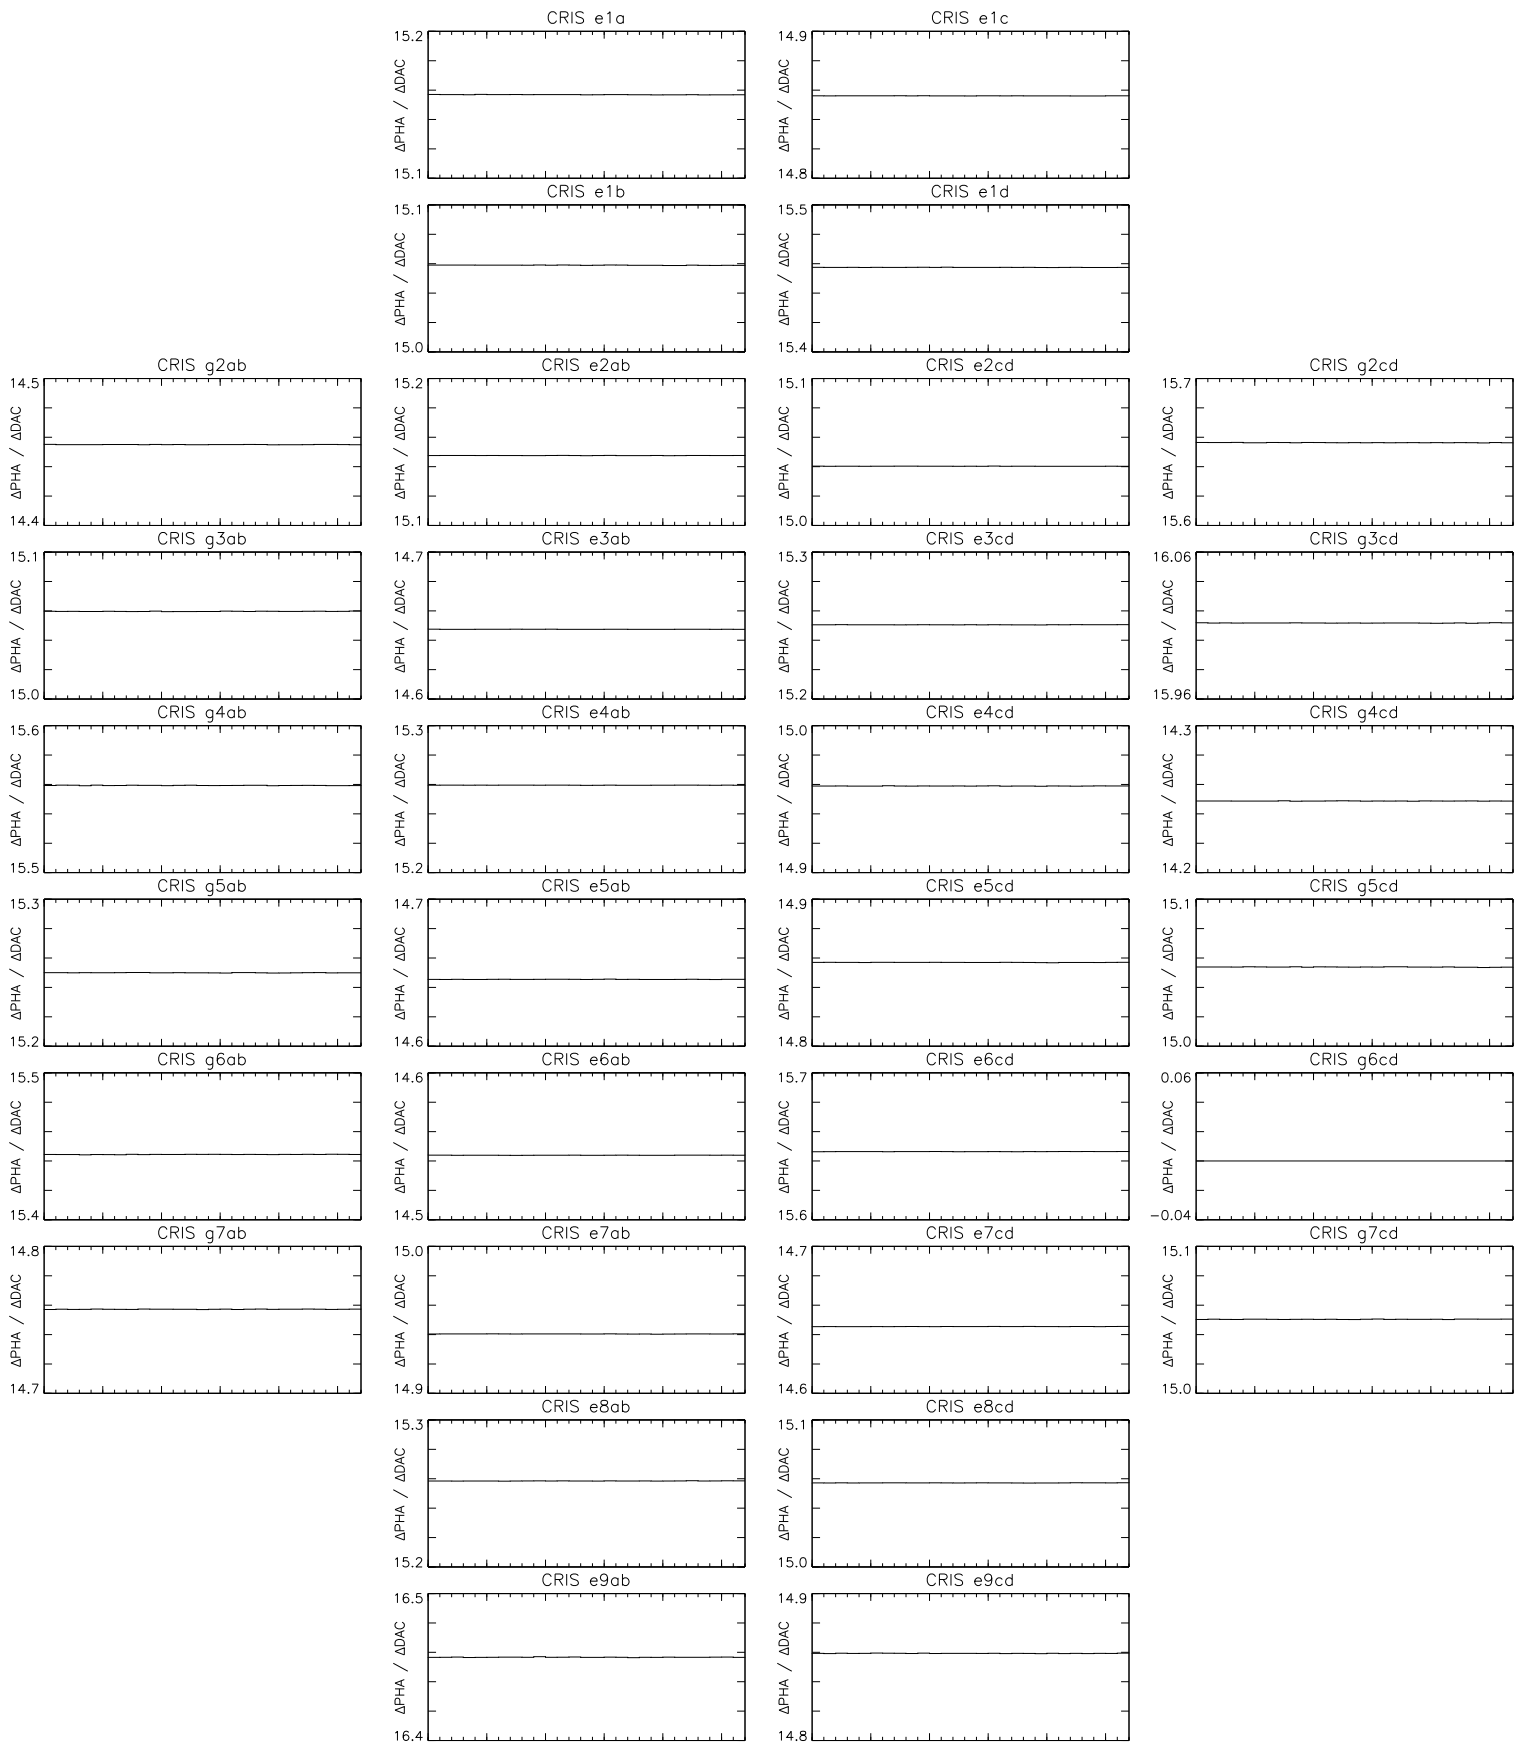 CRIS e1a
15.2
ΔPHA / ΔDAC
15.1
CRIS e1c
14.9
ΔPHA / ΔDAC
14.8
CRIS e1b
15.1
ΔPHA / ΔDAC
15.0
CRIS e1d
15.5
ΔPHA / ΔDAC
15.4
CRIS g2ab
14.5
ΔPHA / ΔDAC
14.4
CRIS e2ab
15.2
ΔPHA / ΔDAC
15.1
CRIS e2cd
15.1
ΔPHA / ΔDAC
15.0
CRIS g2cd
15.7
ΔPHA / ΔDAC
15.6
CRIS g3ab
15.1
ΔPHA / ΔDAC
15.0
CRIS e3ab
14.7
ΔPHA / ΔDAC
14.6
CRIS e3cd
15.3
ΔPHA / ΔDAC
15.2
CRIS g3cd
16.06
ΔPHA / ΔDAC
15.96
CRIS g4ab
15.6
ΔPHA / ΔDAC
15.5
CRIS e4ab
15.3
ΔPHA / ΔDAC
15.2
CRIS e4cd
15.0
ΔPHA / ΔDAC
14.9
CRIS g4cd
14.3
ΔPHA / ΔDAC
14.2
CRIS g5ab
15.3
ΔPHA / ΔDAC
15.2
CRIS e5ab
14.7
ΔPHA / ΔDAC
14.6
CRIS e5cd
14.9
ΔPHA / ΔDAC
14.8
CRIS g5cd
15.1
ΔPHA / ΔDAC
15.0
CRIS g6ab
15.5
ΔPHA / ΔDAC
15.4
CRIS e6ab
14.6
ΔPHA / ΔDAC
14.5
CRIS e6cd
15.7
ΔPHA / ΔDAC
15.6
CRIS g6cd
0.06
ΔPHA / ΔDAC
−0.04
CRIS g7ab
14.8
ΔPHA / ΔDAC
14.7
CRIS e7ab
15.0
ΔPHA / ΔDAC
14.9
CRIS e7cd
14.7
ΔPHA / ΔDAC
14.6
CRIS g7cd
15.1
ΔPHA / ΔDAC
15.0
CRIS e8ab
15.3
ΔPHA / ΔDAC
15.2
CRIS e8cd
15.1
ΔPHA / ΔDAC
15.0
CRIS e9ab
16.5
ΔPHA / ΔDAC
16.4
CRIS e9cd
14.9
ΔPHA / ΔDAC
14.8